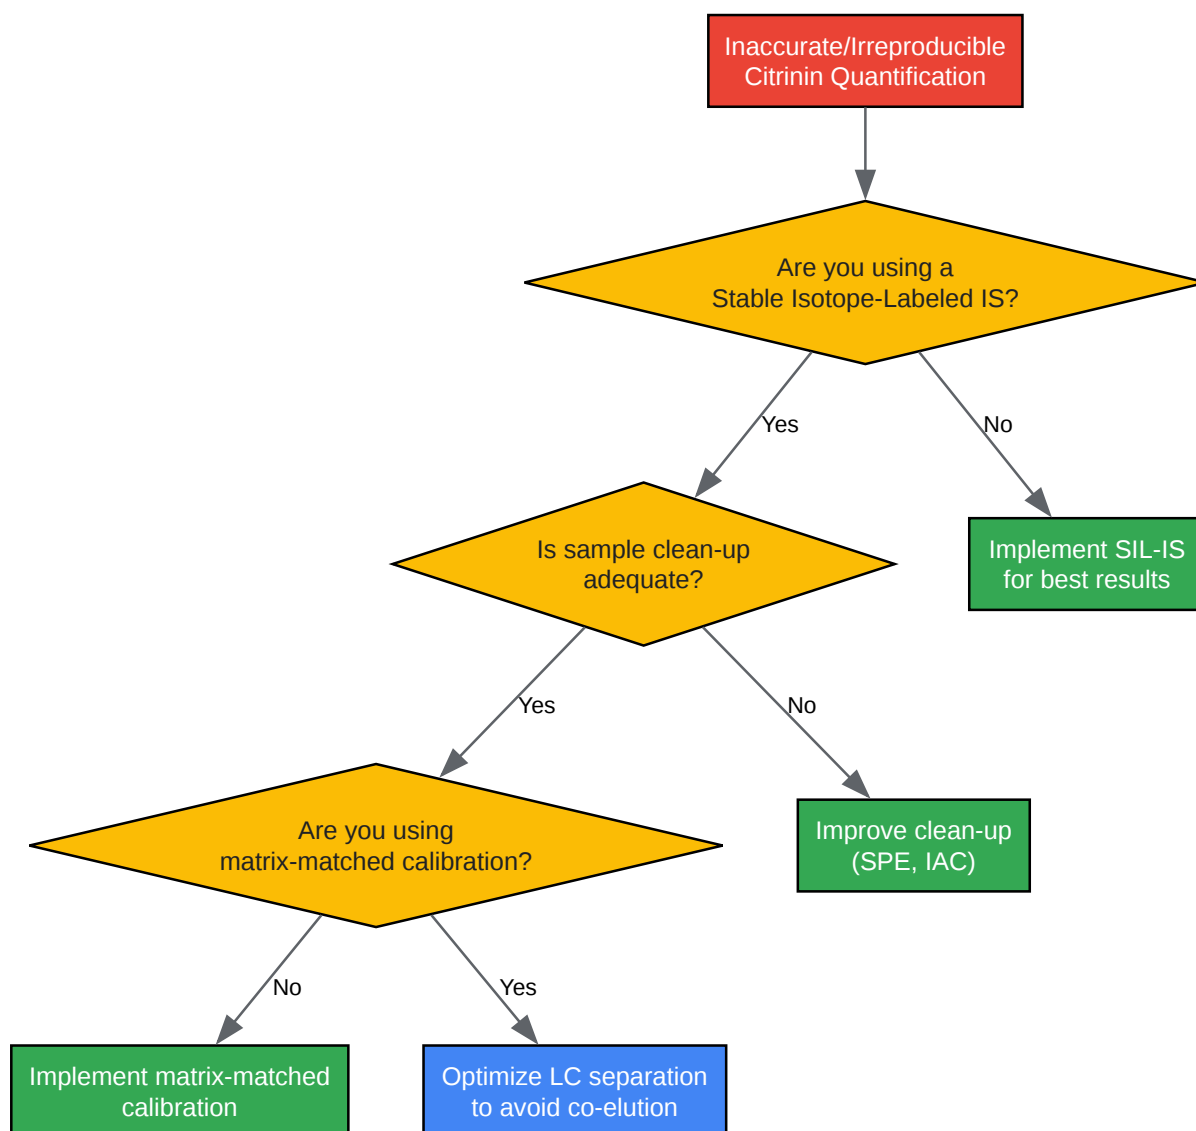 Inaccurate/Irreproducible
Citrinin Quantification
Are you using a
Stable Isotope-Labeled IS?
Yes
No
Is sample clean-up
adequate?
Implement SIL-IS
for best results
Yes
No
Are you using
matrix-matched calibration?
Improve clean-up
(SPE, IAC)
No
Yes
Implement matrix-matched
calibration
Optimize LC separation
to avoid co-elution